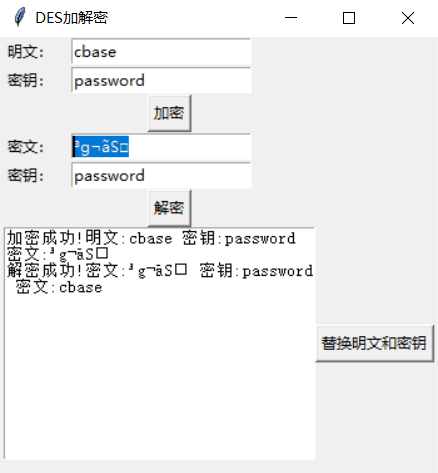 DES加解密
明文: cbase
密钥: password
加密
密文: ³g¬ãS□
密钥: password
解密
加密成功!明文:cbase 密钥:password
密文:³g¬ãS□
解密成功!密文:³g¬ãS□ 密钥:password
密文:cbase
替换明文和密钥